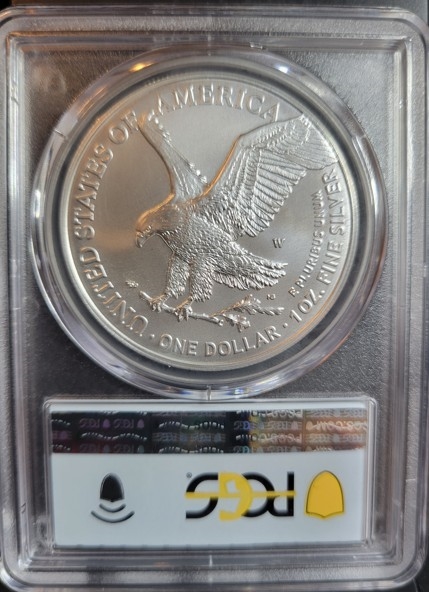 UNITED STATES OF AMERICA
W
E PLURIBUS UNUM
· ONE DOLLAR · 1 OZ. FINE SILVER
PCGS